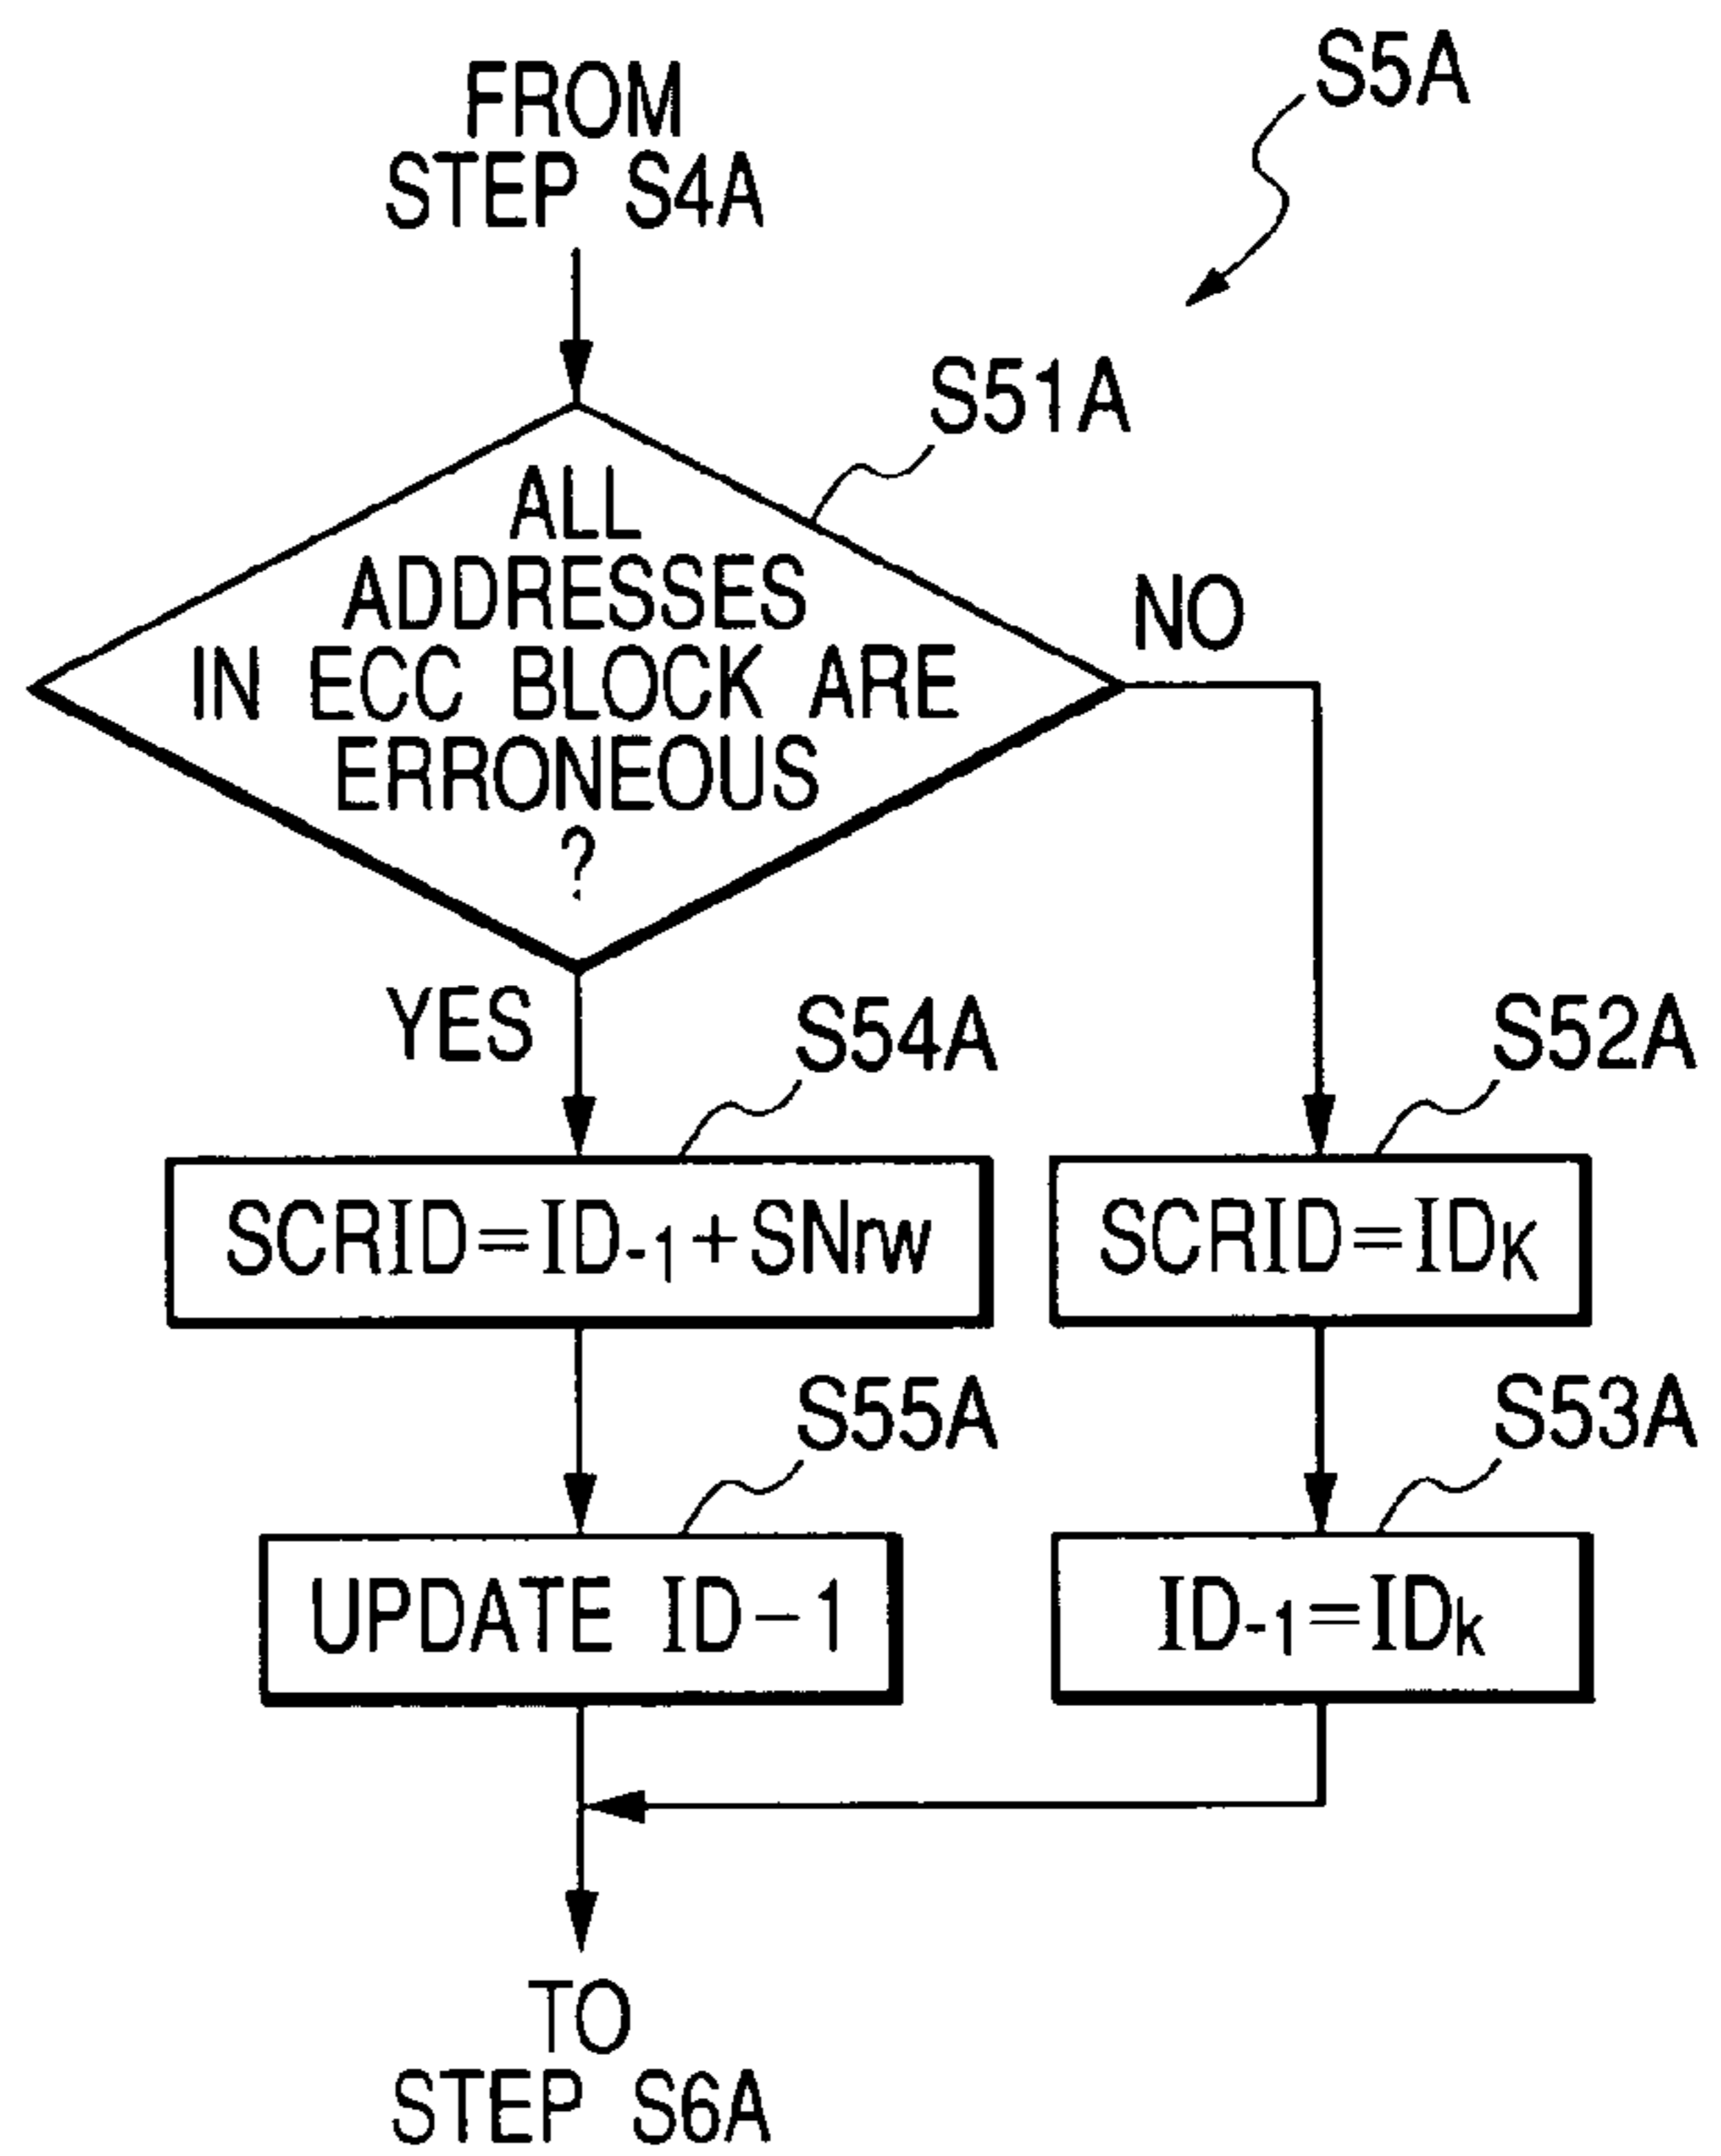 FROM
STEP S4A
S5A
S51A
ALL
ADDRESSES
IN ECC BLOCK ARE
ERRONEOUS
?
NO
YES
S54A
S52A
SCRID=ID-1+SNrw
SCRID=IDK
S55A
S53A
UPDATE ID-1
ID-1=IDk
TO
STEP S6A